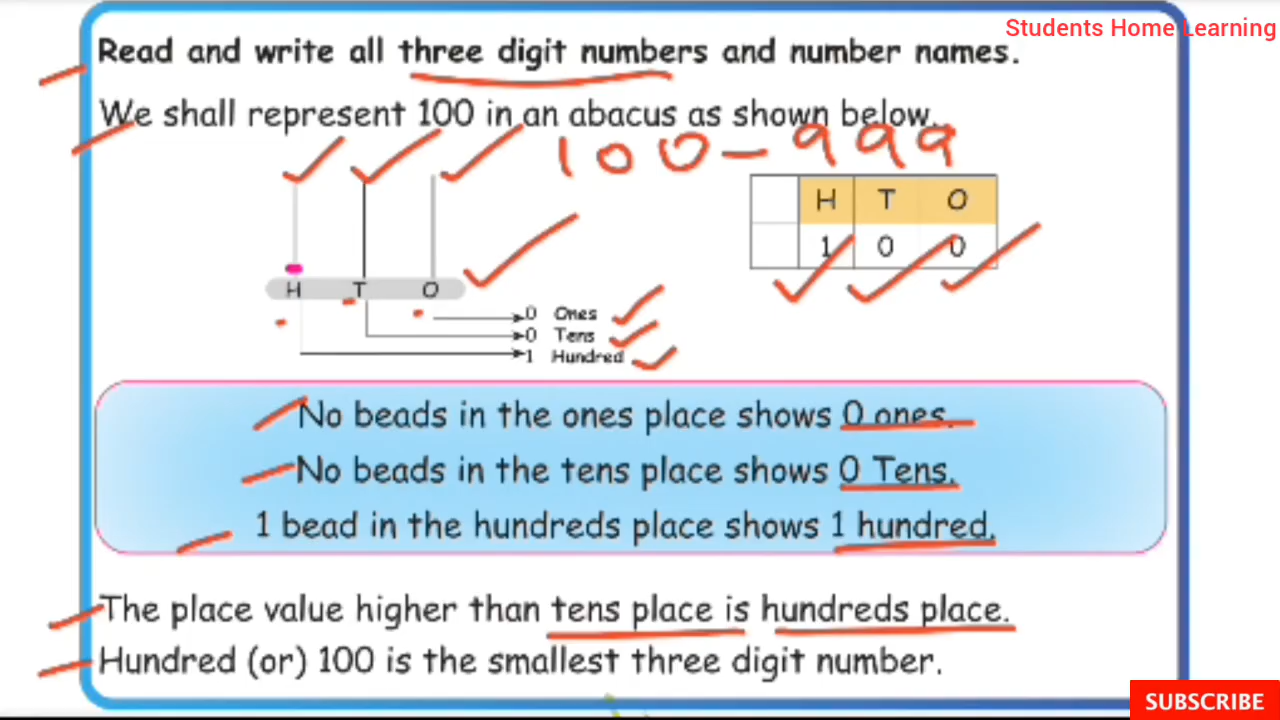 Students Home Learning
Read and write all three digit numbers and number names.
We shall represent 100 in an abacus as shown below.
100-999
H T O
1 0 0
H T O
0 Ones
0 Tens
1 Hundred
No beads in the ones place shows 0 ones.
No beads in the tens place shows 0 Tens.
1 bead in the hundreds place shows 1 hundred.
The place value higher than tens place is hundreds place.
Hundred (or) 100 is the smallest three digit number.
SUBSCRIBE